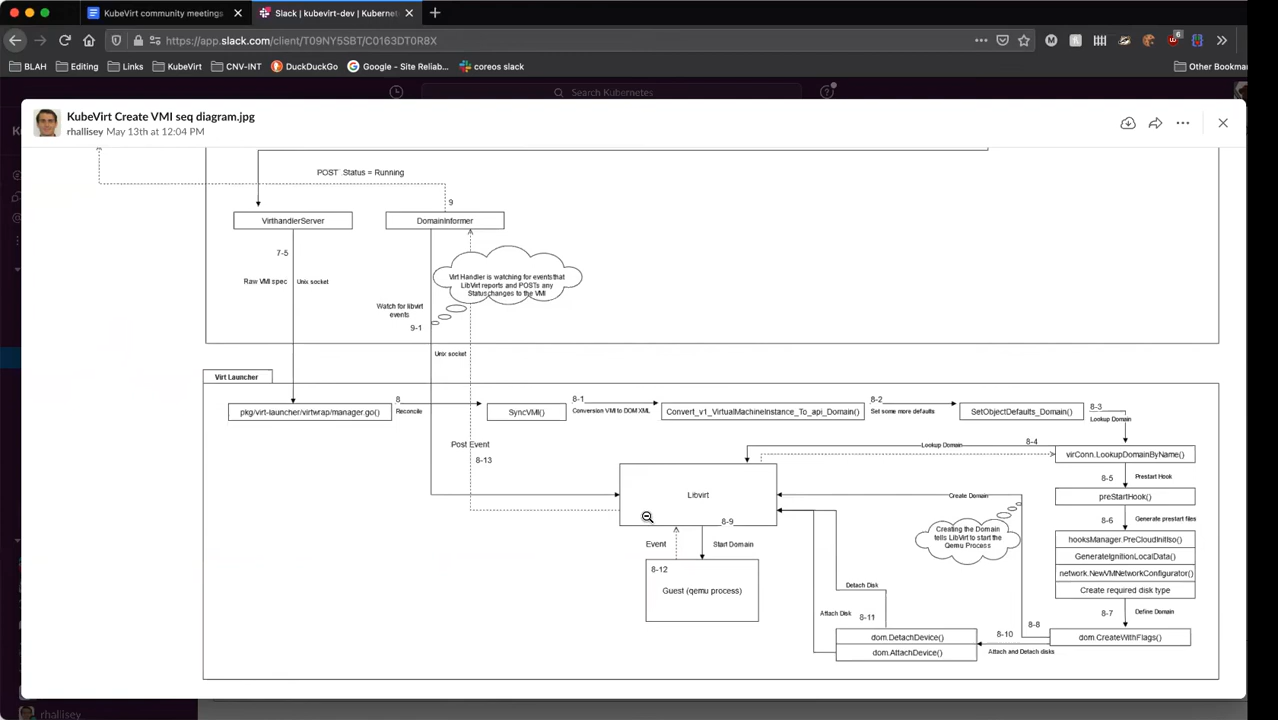 KubeVirt community meetings
Slack | kubevirt-dev | Kubernet
https://app.slack.com/client/T09NY5SBT/C0163DT0R8X
6
BLAH
Editing
Links
KubeVirt
CNV-INT
DuckDuckGo
Google - Site Reliab...
coreos slack
Other Bookmar
Search Kubernetes
KubeVirt Create VMI seq diagram.jpg
rhallisey May 13th at 12:04 PM
POST Status = Running
9
VirthandlerServer
DomainInformer
7-5
Raw VMI spec
Unix socket
Virt Handler is watching for events that
LibVirt reports and POSTs any
Status changes to the VMI
Watch for libvirt
events
9-1
Unix socket
Virt Launcher
pkg/virt-launcher/virtwrap/manager.go()
8
Reconcile
SyncVMI()
8-1
Conversion VMI to DOM XML
Convert_v1_VirtualMachineInstance_To_api_Domain()
8-2
Set some more defaults
SetObjectDefaults_Domain()
8-3
Lookup Domain
Post Event
8-13
Lookup Domain
8-4
virConn.LookupDomainByName()
8-5
Prestart Hook
Libvirt
Create Domain
preStartHook()
8-9
8-6
Generate prestart files
Creating the Domain
tells LibVirt to start the
Qemu Process
Event
Start Domain
hooksManager.PreCloudInitIso()
GenerateIgnitionLocalData()
network.NewVMNetworkConfigurator()
Create required disk type
8-12
Guest (qemu process)
Detach Disk
Attach Disk
8-11
8-7
Define Domain
8-8
dom.DetachDevice()
dom.AttachDevice()
8-10
Attach and Detach disks
dom.CreateWithFlags()
rhallisey